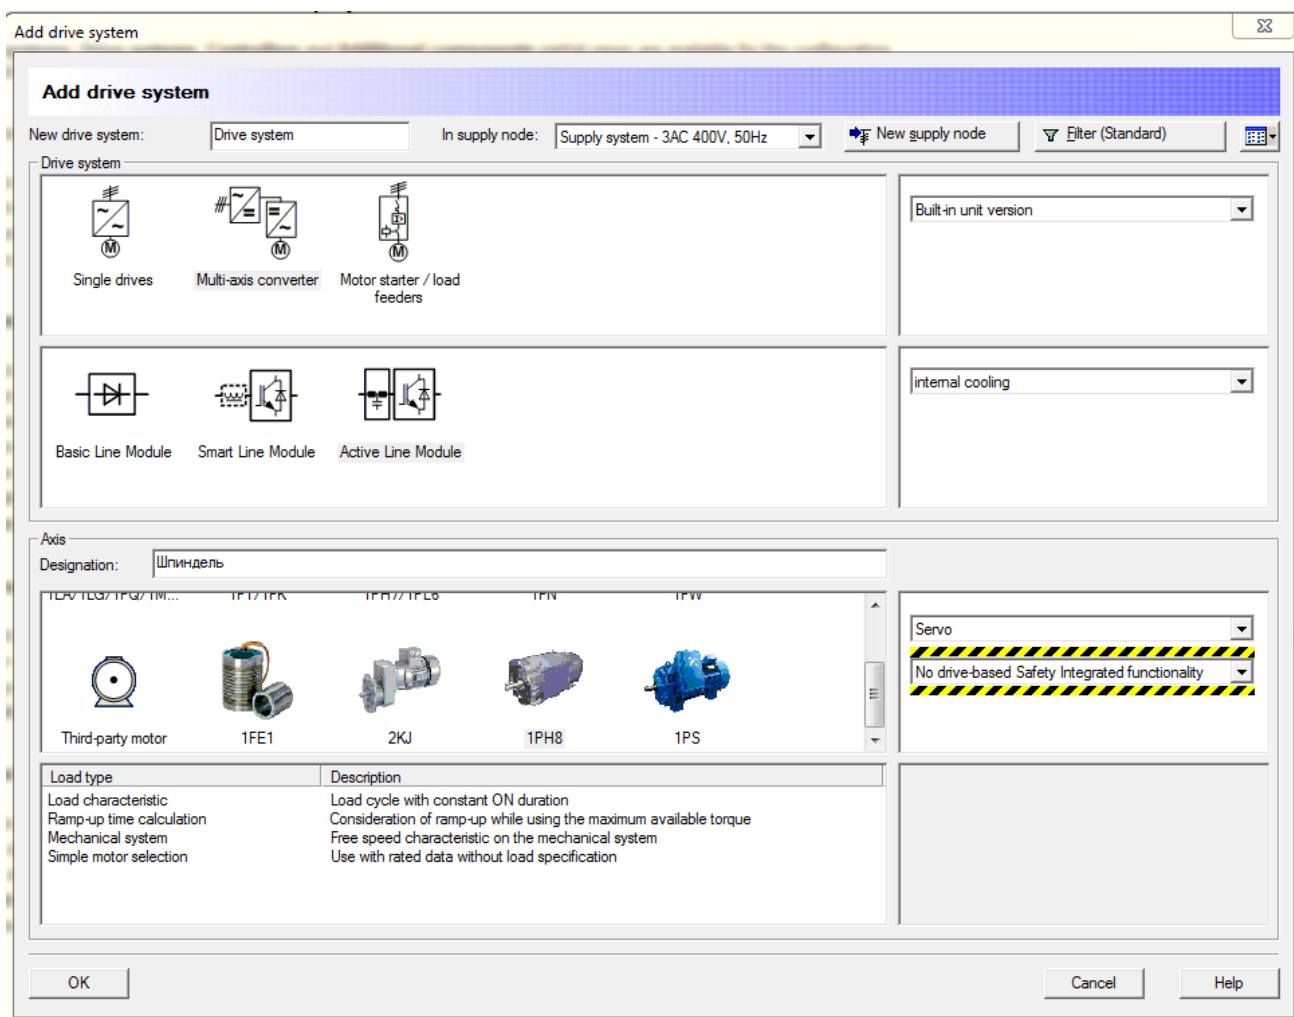 Add drive system
Add drive system
New drive system:
Drive system
In supply node:
Supply system - 3AC 400V, 50Hz
New supply node
Filter (Standard)
Drive system
Single drives
Multi-axis converter
Motor starter / load
feeders
Built-in unit version
Basic Line Module
Smart Line Module
Active Line Module
internal cooling
Axis
Designation:
Шпиндель
Third-party motor
1FE1
2KJ
1PH8
1PS
Servo
No drive-based Safety Integrated functionality
Load type Description
Load characteristic Load cycle with constant ON duration
Ramp-up time calculation Consideration of ramp-up while using the maximum available torque
Mechanical system Free speed characteristic on the mechanical system
Simple motor selection Use with rated data without load specification
OK
Cancel
Help